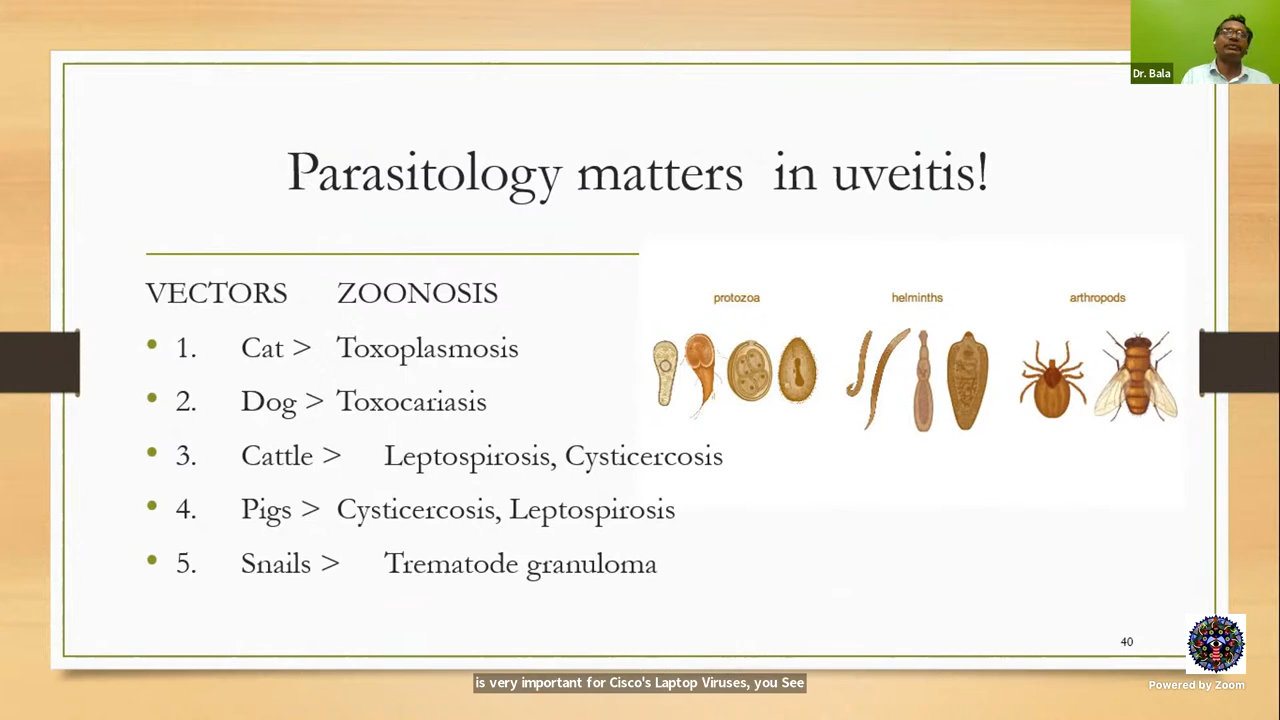 Dr. Bala
Parasitology matters in uveitis!
VECTORS ZOONOSIS
protozoa helminths arthropods
• 1. Cat > Toxoplasmosis
• 2. Dog > Toxocariasis
• 3. Cattle > Leptospirosis, Cysticercosis
• 4. Pigs > Cysticercosis, Leptospirosis
• 5. Snails > Trematode granuloma
40
is very important for Cisco's Laptop Viruses, you See
Powered by Zoom